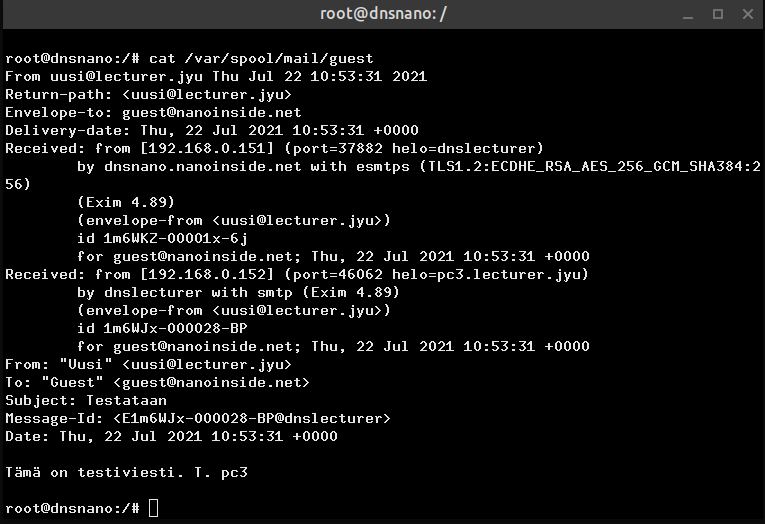 root@dnsnano: /
root@dnsnano:/# cat /var/spool/mail/guest
From uusi@lecturer.jyu Thu Jul 22 10:53:31 2021
Return-path: <uusi@lecturer.jyu>
Envelope-to: guest@nanoinside.net
Delivery-date: Thu, 22 Jul 2021 10:53:31 +0000
Received: from [192.168.0.151] (port=37882 helo=dnslecturer)
        by dnsnano.nanoinside.net with esmtps (TLS1.2:ECDHE_RSA_AES_256_GCM_SHA384:2
56)
        (Exim 4.89)
        (envelope-from <uusi@lecturer.jyu>)
        id 1m6WKZ-00001x-6j
        for guest@nanoinside.net; Thu, 22 Jul 2021 10:53:31 +0000
Received: from [192.168.0.152] (port=46062 helo=pc3.lecturer.jyu)
        by dnslecturer with smtp (Exim 4.89)
        (envelope-from <uusi@lecturer.jyu>)
        id 1m6WJx-000028-BP
        for guest@nanoinside.net; Thu, 22 Jul 2021 10:53:31 +0000
From: "Uusi" <uusi@lecturer.jyu>
To: "Guest" <guest@nanoinside.net>
Subject: Testataan
Message-Id: <E1m6WJx-000028-BP@dnslecturer>
Date: Thu, 22 Jul 2021 10:53:31 +0000

Tämä on testiviesti. T. pc3

root@dnsnano:/#